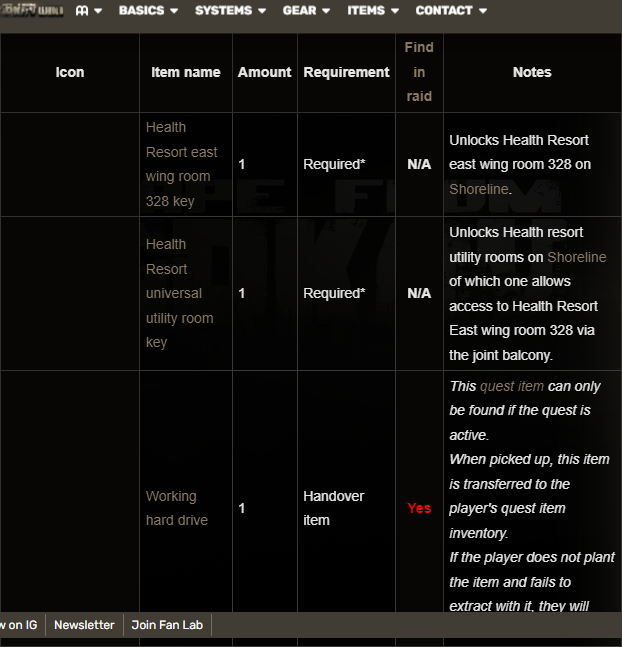 BASICS SYSTEMS GEAR ITEMS CONTACT
Icon Item name Amount Requirement Find in raid Notes
Health
Resort east
wing room
328 key
1
Required*
N/A
Unlocks Health Resort
east wing room 328 on
Shoreline.
Health
Resort
universal
utility room
key
1
Required*
N/A
Unlocks Health resort
utility rooms on Shoreline
of which one allows
access to Health Resort
East wing room 328 via
the joint balcony.
Working
hard drive
1
Handover
item
Yes
This quest item can only
be found if the quest is
active.
When picked up, this item
is transferred to the
player's quest item
inventory.
If the player does not plant
the item and fails to
extract with it, they will
w on IG Newsletter Join Fan Lab